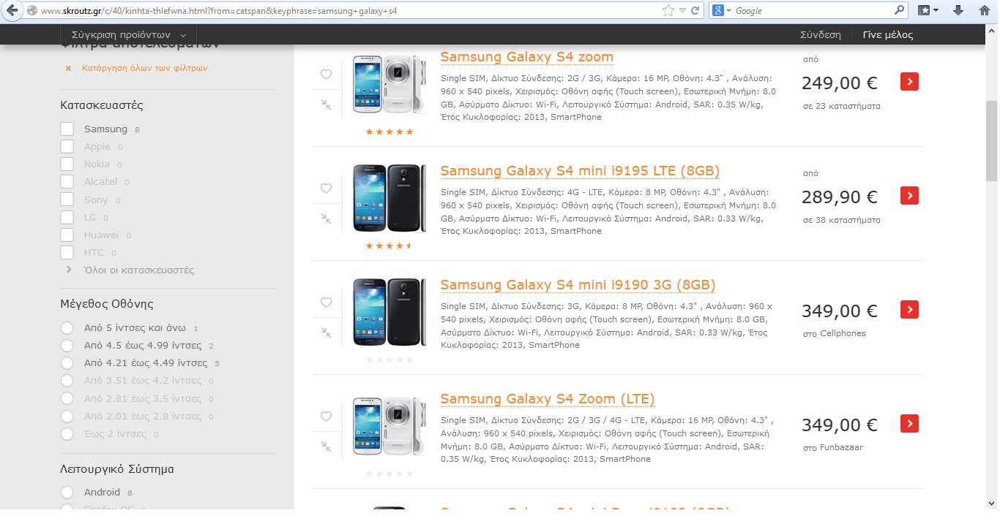 www.skroutz.gr/c/40/kinhta-thlefwna.html?from=catspan&keyphrase=samsung+galaxy+s4
Google
Σύγκριση προϊόντων
Σύνδεση
Γίνε μέλος
Φίλτρα αποτελεσμάτων
x Κατάργηση όλων των φίλτρων
Κατασκευαστές
Samsung 8
Apple 0
Nokia 0
Alcatel 0
Sony 0
LG 0
Huawei 0
HTC 0
Όλοι οι κατασκευαστές
Μέγεθος Οθόνης
Από 5 ίντσες και άνω 1
Από 4.5 έως 4.99 ίντσες 2
Από 4.21 έως 4.49 ίντσες 5
Από 3.51 έως 4.2 ίντσες 0
Από 2.81 έως 3.5 ίντσες 0
Από 2.01 έως 2.8 ίντσες 0
Έως 2 ίντσες 0
Λειτουργικό Σύστημα
Android 8
Samsung Galaxy S4 zoom
Single SIM, Δίκτυο Σύνδεσης: 2G / 3G, Κάμερα: 16 MP, Οθόνη: 4.3" , Ανάλυση:
960 x 540 pixels, Χειρισμός: Οθόνη αφής (Touch screen), Εσωτερική Μνήμη: 8.0
GB, Ασύρματο Δίκτυο: Wi-Fi, Λειτουργικό Σύστημα: Android, SAR: 0.35 W/kg,
Έτος Κυκλοφορίας: 2013, SmartPhone
από
249,00 €
σε 23 καταστήματα
Samsung Galaxy S4 mini i9195 LTE (8GB)
Single SIM, Δίκτυο Σύνδεσης: 4G - LTE, Κάμερα: 8 MP, Οθόνη: 4.3" , Ανάλυση:
960 x 540 pixels, Χειρισμός: Οθόνη αφής (Touch screen), Εσωτερική Μνήμη: 8.0
GB, Ασύρματο Δίκτυο: Wi-Fi, Λειτουργικό Σύστημα: Android, SAR: 0.33 W/kg,
Έτος Κυκλοφορίας: 2013, SmartPhone
από
289,90 €
σε 38 καταστήματα
Samsung Galaxy S4 mini i9190 3G (8GB)
Single SIM, Δίκτυο Σύνδεσης: 3G, Κάμερα: 8 MP, Οθόνη: 4.3" , Ανάλυση: 960 x
540 pixels, Χειρισμός: Οθόνη αφής (Touch screen), Εσωτερική Μνήμη: 8.0 GB,
Ασύρματο Δίκτυο: Wi-Fi, Λειτουργικό Σύστημα: Android, SAR: 0.33 W/kg, Έτος
Κυκλοφορίας: 2013, SmartPhone
349,00 €
στο Cellphones
Samsung Galaxy S4 Zoom (LTE)
Single SIM, Δίκτυο Σύνδεσης: 2G / 3G / 4G - LTE, Κάμερα: 16 MP, Οθόνη: 4.3" ,
Ανάλυση: 960 x 540 pixels, Χειρισμός: Οθόνη αφής (Touch screen), Εσωτερική
Μνήμη: 8.0 GB, Ασύρματο Δίκτυο: Wi-Fi, Λειτουργικό Σύστημα: Android, SAR:
0.35 W/kg, Έτος Κυκλοφορίας: 2013, SmartPhone
349,00 €
στο Funbazaar